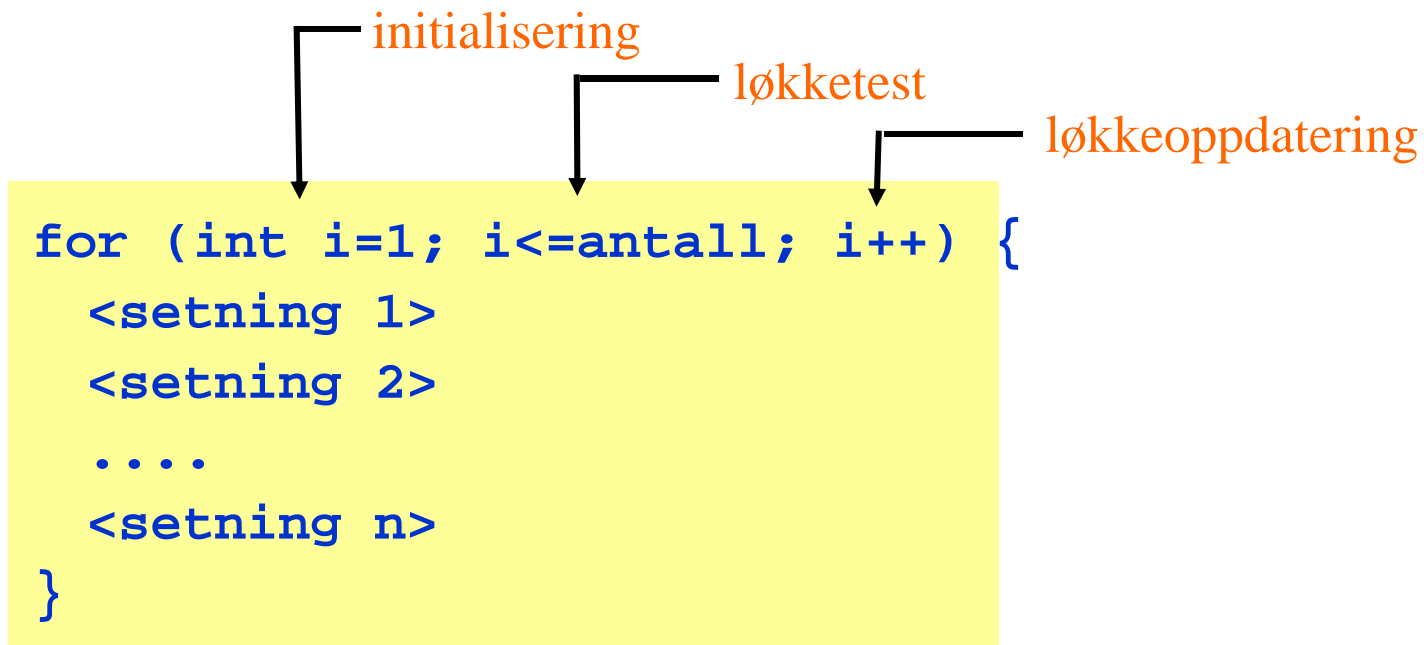 initialisering
løkketest
løkkeoppdatering
for (int i=1; i<=antall; i++) {
<setning 1>
<setning 2>
....
<setning n>
}